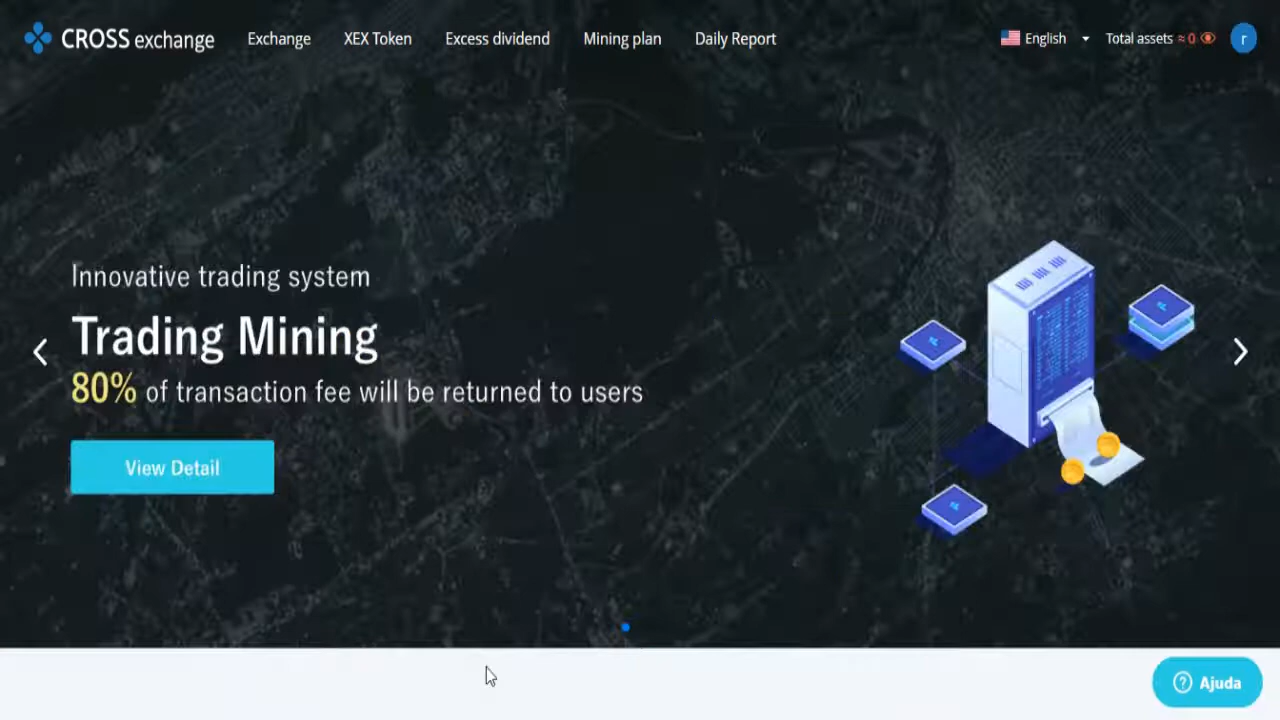 CROSS exchange
Exchange
XEX Token
Excess dividend
Mining plan
Daily Report
English
Total assets ≈ 0
r
Innovative trading system
Trading Mining
80% of transaction fee will be returned to users
View Detail
? Ajuda